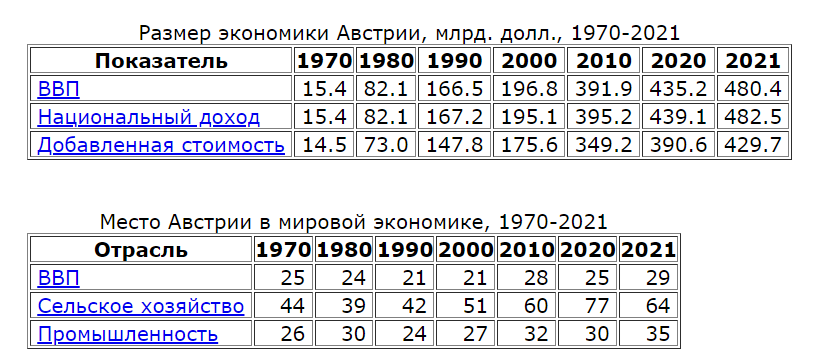 Размер экономики Австрии, млрд. долл., 1970-2021
Показатель 1970 1980 1990 2000 2010 2020 2021
ВВП 15.4 82.1 166.5 196.8 391.9 435.2 480.4
Национальный доход 15.4 82.1 167.2 195.1 395.2 439.1 482.5
Добавленная стоимость 14.5 73.0 147.8 175.6 349.2 390.6 429.7
Место Австрии в мировой экономике, 1970-2021
Отрасль 1970 1980 1990 2000 2010 2020 2021
ВВП 25 24 21 21 28 25 29
Сельское хозяйство 44 39 42 51 60 77 64
Промышленность 26 30 24 27 32 30 35